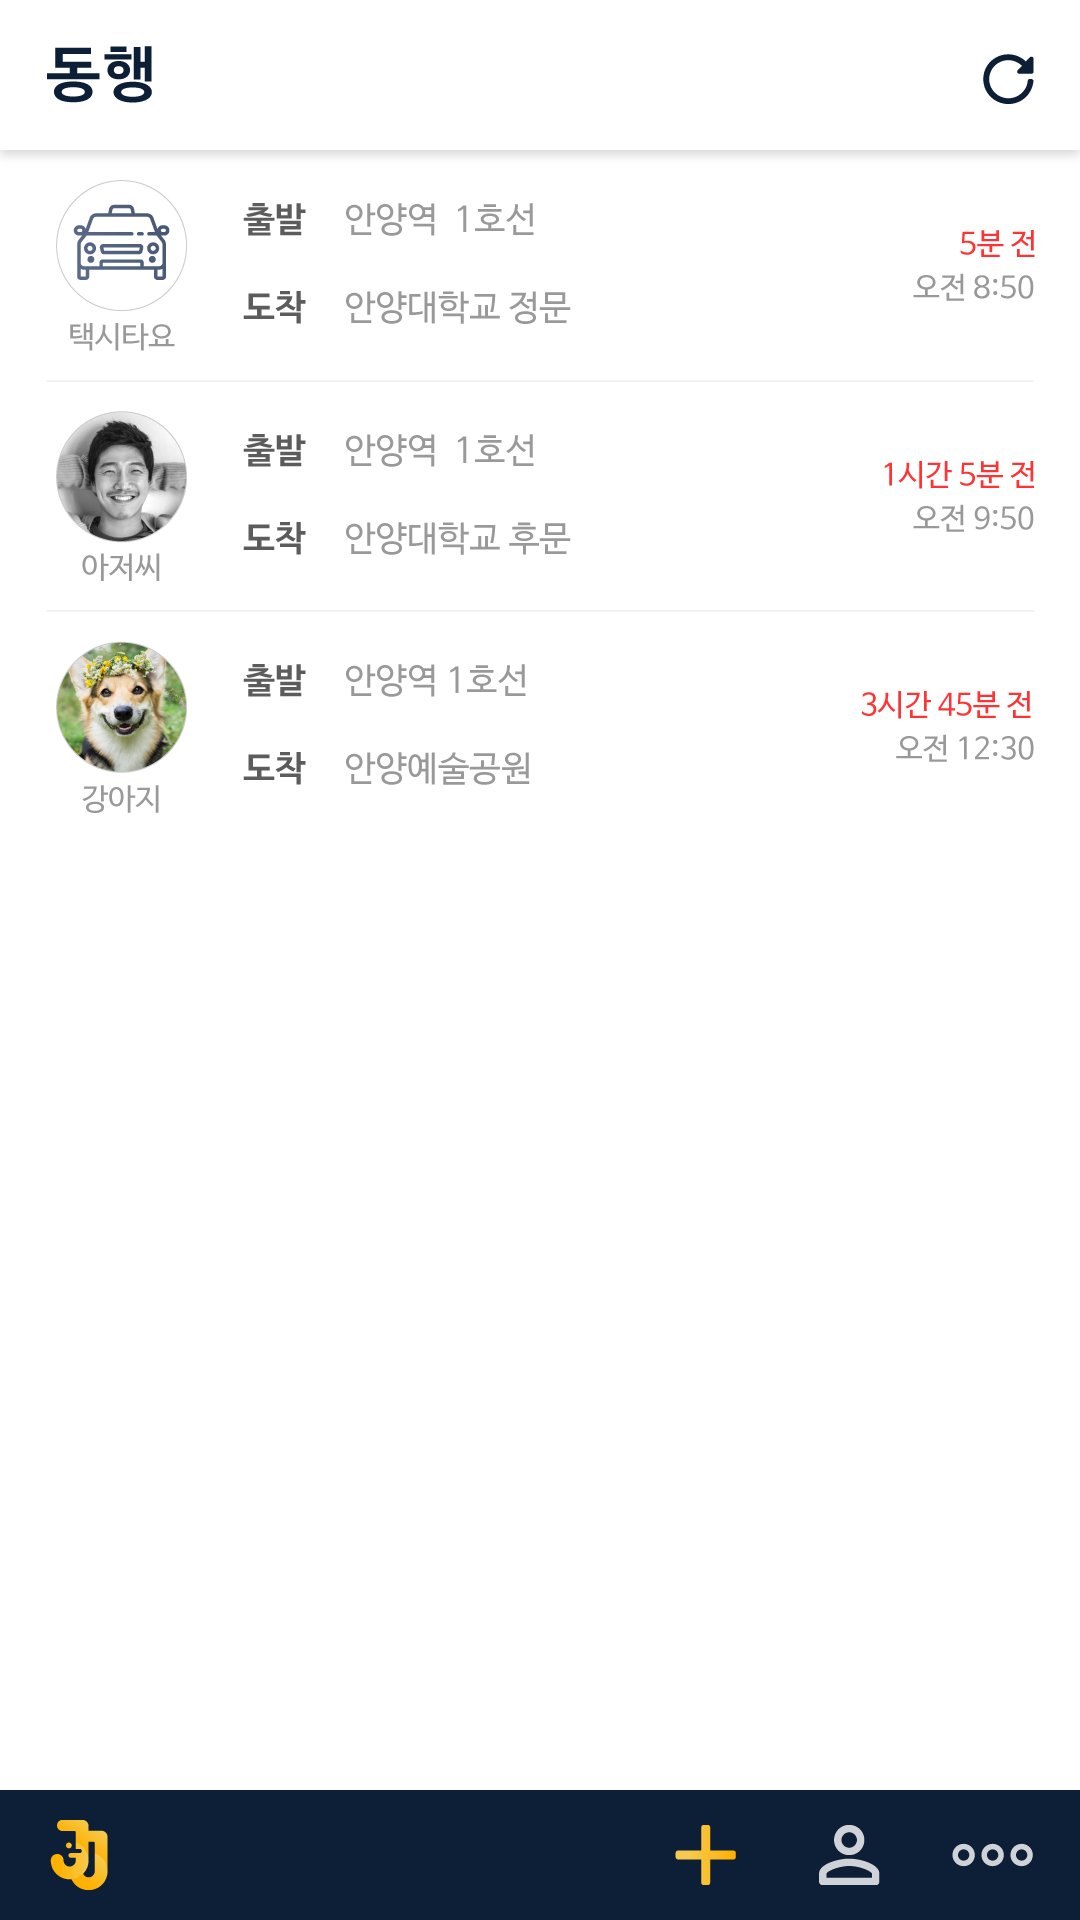 동행
출발 안양역 1호선
5분 전
오전 8:50
도착 안양대학교 정문
택시타요
출발 안양역 1호선
1시간 5분 전
오전 9:50
도착 안양대학교 후문
아저씨
출발 안양역 1호선
3시간 45분 전
오전 12:30
도착 안양예술공원
강아지